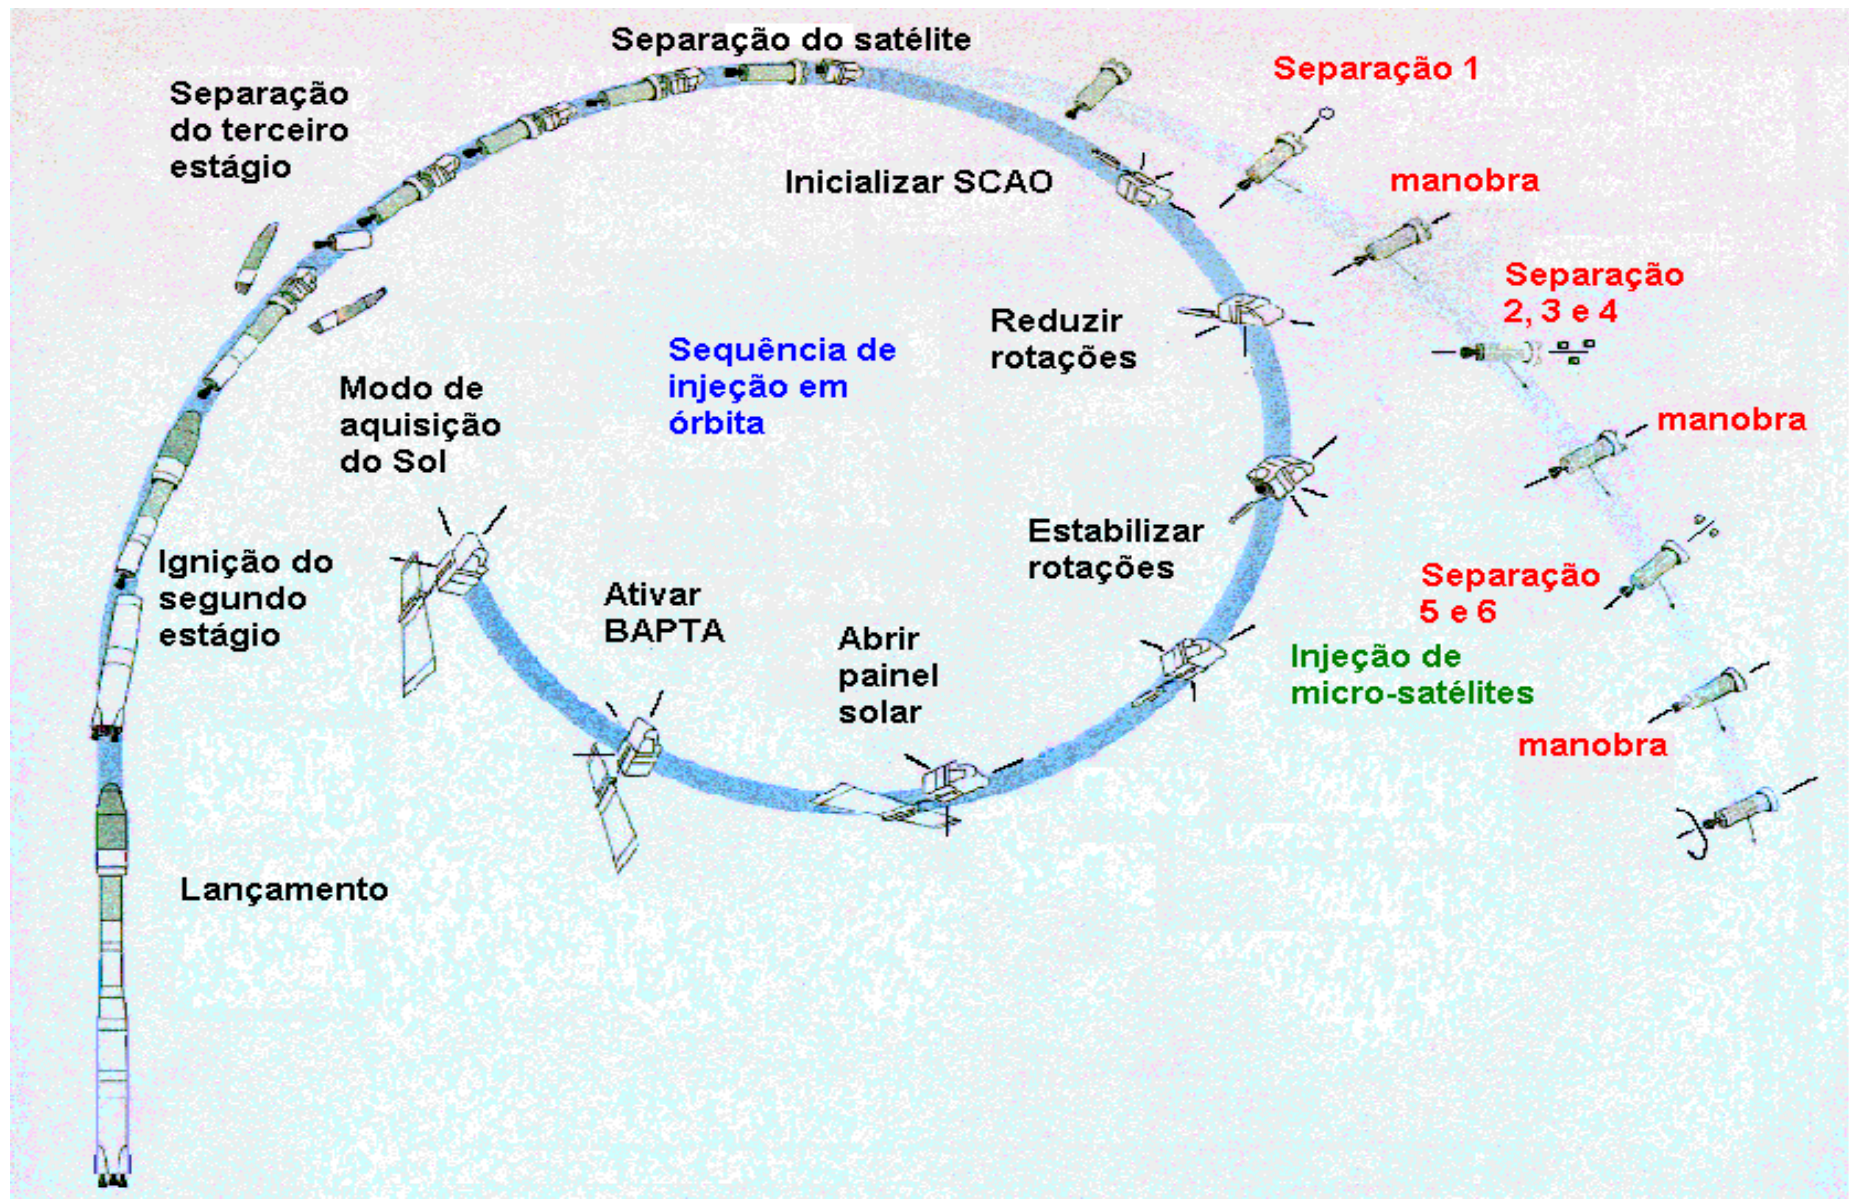 Separação do satélite
Separação 1
Separação
do terceiro
estágio
Inicializar SCAO
manobra
Separação
2, 3 e 4
Reduzir
rotações
Sequência de
injeção em
órbita
Modo de
aquisição
do Sol
manobra
Estabilizar
rotações
Ignição do
segundo
estágio
Ativar
BAPTA
Abrir
painel
solar
Separação
5 e 6
Injeção de
micro-satélites
manobra
Lançamento